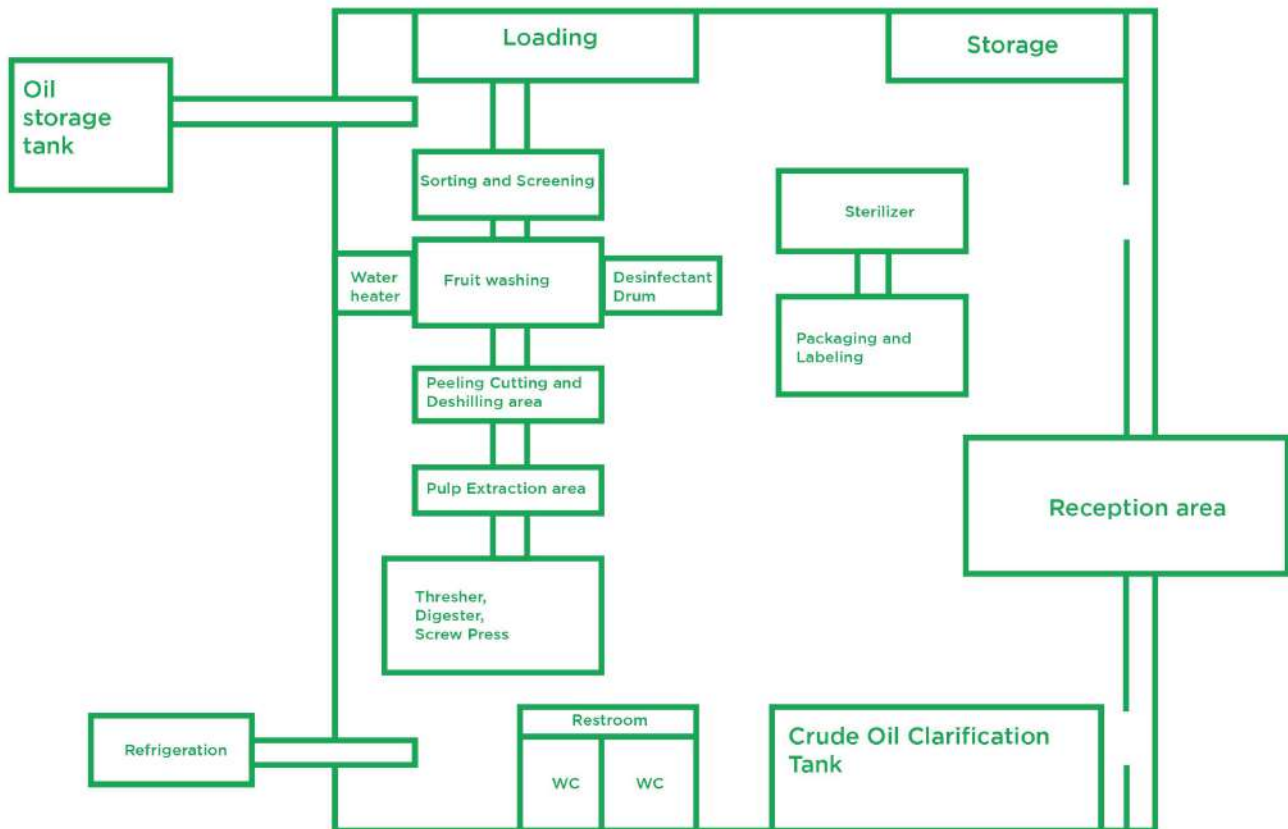 Loading
Storage
Oil
storage
tank
Sorting and Screening
Sterilizer
Water
heater
Fruit washing
Desinfectant
Drum
Packaging and
Labeling
Peeling Cutting and
Deshilling area
Pulp Extraction area
Reception area
Thresher,
Digester,
Screw Press
Restroom
Refrigeration
WC
WC
Crude Oil Clarification
Tank